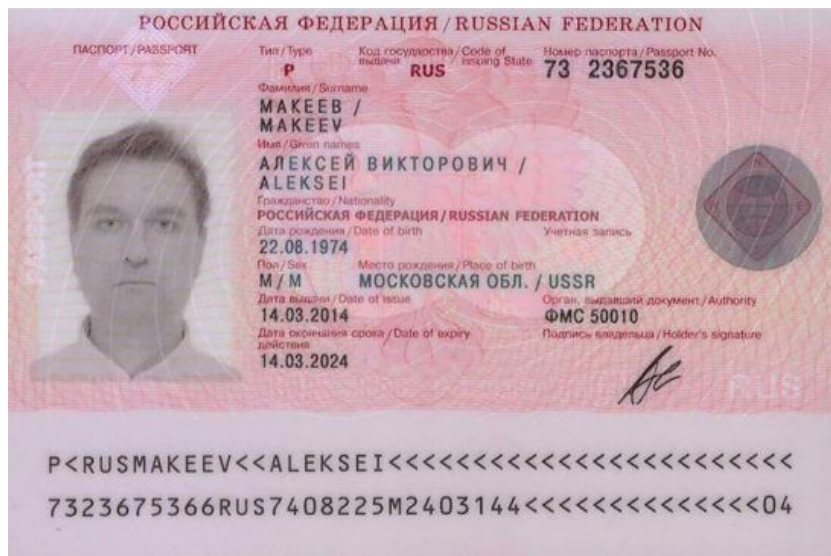 РОССИЙСКАЯ ФЕДЕРАЦИЯ / RUSSIAN FEDERATION
ПАСПОРТ / PASSPORT
Тип / Type
Код государства / Code of
выдачи issuing State
Номер паспорта / Passport No.
P
RUS
73 2367536
Фамилия / Surname
МАКЕЕВ /
MAKEEV
Имя / Given names
АЛЕКСЕЙ ВИКТОРОВИЧ /
ALEKSEI
Гражданство / Nationality
РОССИЙСКАЯ ФЕДЕРАЦИЯ / RUSSIAN FEDERATION
Дата рождения / Date of birth
Учетная запись
22.08.1974
Пол / Sex
Место рождения / Place of birth
М / M
МОСКОВСКАЯ ОБЛ. / USSR
Дата выдачи / Date of issue
Орган, выдавший документ / Authority
14.03.2014
ФМС 50010
Дата окончания срока / Date of expiry
действия
Подпись владельца / Holder's signature
14.03.2024
RUS
P<RUSMAKEEV<<ALEKSEI<<<<<<<<<<<<<<<<<<<<<<<<
7323675366RUS7408225M2403144<<<<<<<<<<<<<<04